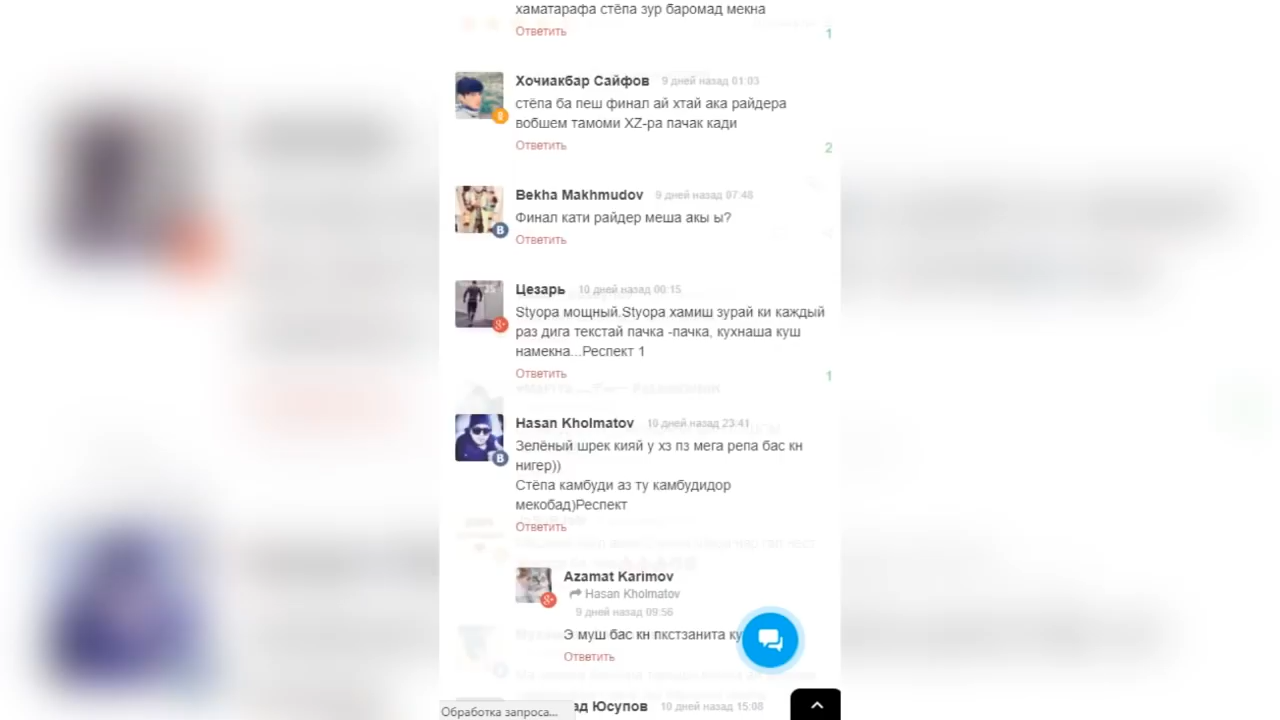 хаматарафа стёпа зур баромад мекна
Ответить
1
Хочиакбар Сайфов 9 дней назад 01:03
стёпа ба пеш финал ай хтай ака райдера
вобшем тамоми XZ-ра пачак кади
Ответить
2
Bekha Makhmudov 9 дней назад 07:48
Финал кати райдер меша акы ы?
Ответить
Цезарь 10 дней назад 00:15
Styopa мощный.Styopa хамиш зурай ки каждый
раз дига текстай пачка -пачка, кухнаша куш
намекна...Респект 1
Ответить
1
Hasan Kholmatov 10 дней назад 23:41
Зелёный шрек кияй у хз пз мега репа бас кн
нигер))
Стёпа камбуди аз ту камбудидор
мекобад)Респект
Ответить
Azamat Karimov
Hasan Kholmatov
9 дней назад 09:56
Э муш бас кн пкстзанита
Ответить
Юсупов 10 дней назад 15:08
Обработка запроса...